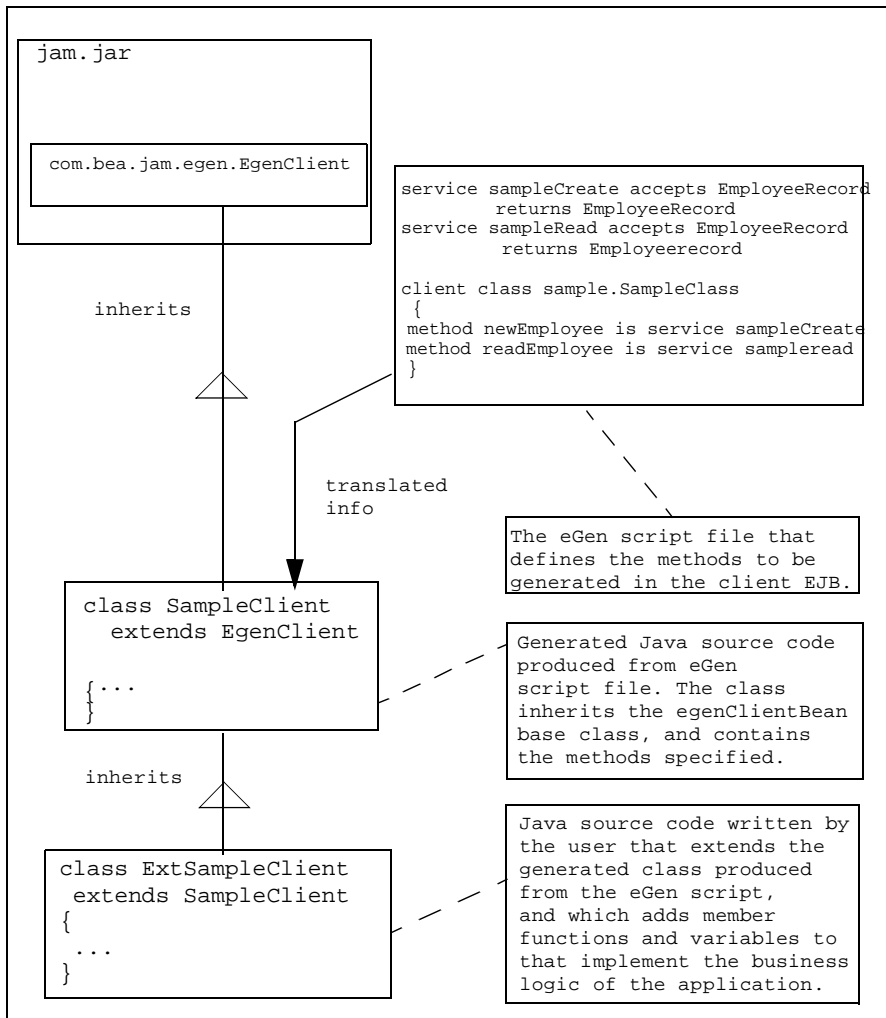 jam.jar
com.bea.jam.egen.EgenClient
service sampleCreate accepts EmployeeRecord
returns EmployeeRecord
service sampleRead accepts EmployeeRecord
returns Employeerecord
client class sample.SampleClass
{
method newEmployee is service sampleCreate
method readEmployee is service sampleread
}
inherits
translated
info
The eGen script file that
defines the methods to be
generated in the client EJB.
class SampleClient
extends EgenClient
{...
}
Generated Java source code
produced from eGen
script file. The class
inherits the egenClientBean
base class, and contains
the methods specified.
inherits
class ExtSampleClient
extends SampleClient
{
...
}
Java source code written by
the user that extends the
generated class produced
from the eGen script,
and which adds member
functions and variables to
that implement the business
logic of the application.